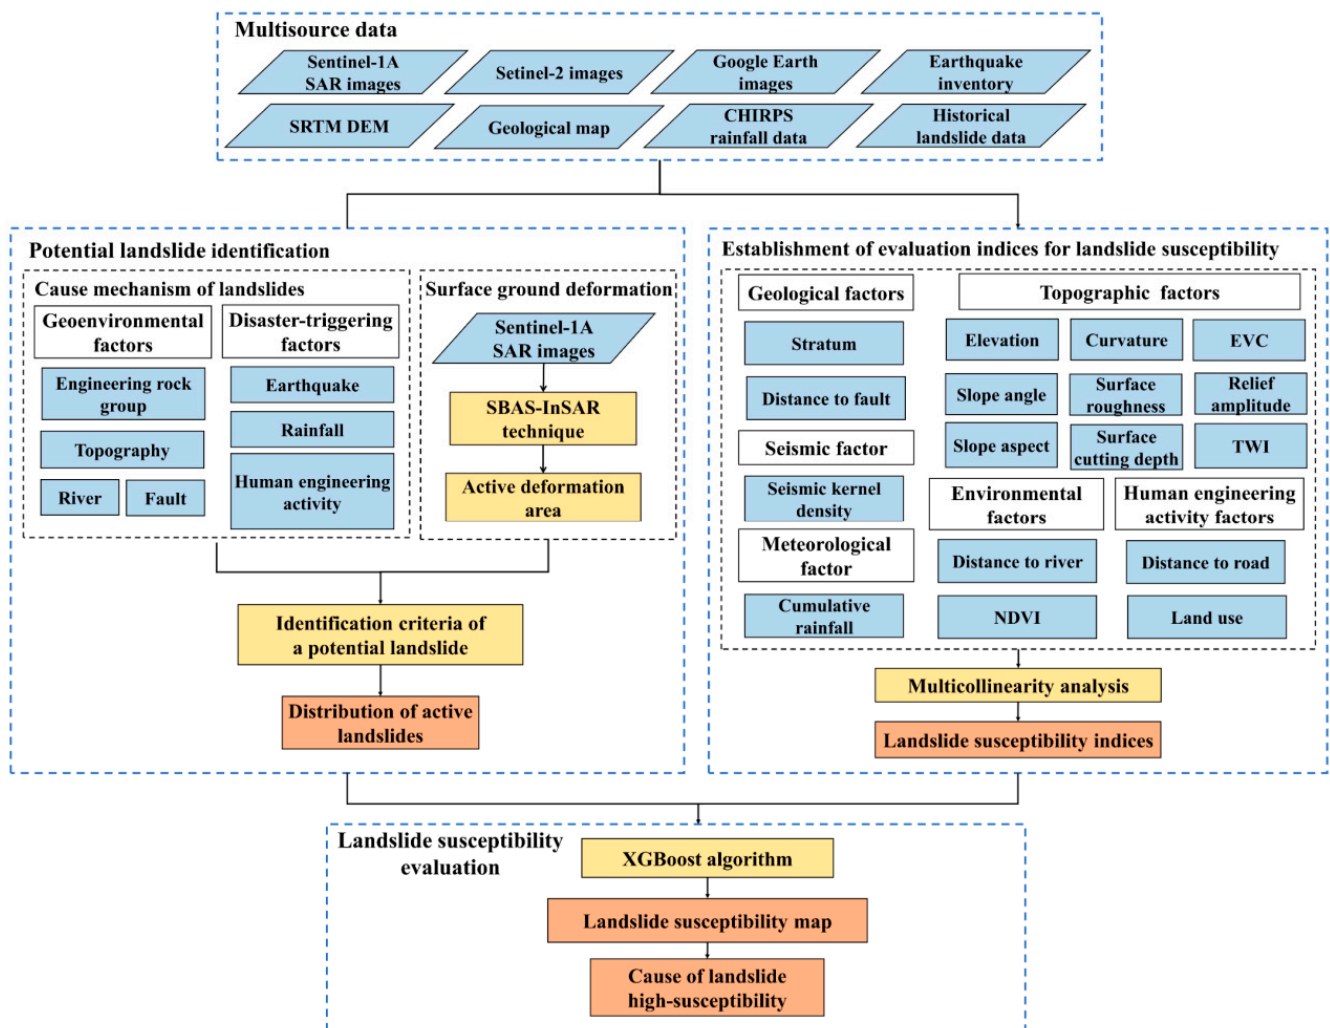 Multisource data
Sentinel-1A
SAR images
Setinel-2 images
Google Earth
images
Earthquake
inventory
SRTM DEM
Geological map
CHIRPS
rainfall data
Historical
landslide data
Potential landslide identification
Cause mechanism of landslides
Geoenvironmental
factors
Disaster-triggering
factors
Engineering rock
group
Topography
River
Fault
Earthquake
Rainfall
Human engineering
activity
Surface ground deformation
Sentinel-1A
SAR images
SBAS-InSAR
technique
Active deformation
area
Identification criteria of
a potential landslide
Distribution of active
landslides
Establishment of evaluation indices for landslide susceptibility
Geological factors
Stratum
Distance to fault
Seismic factor
Seismic kernel
density
Meteorological
factor
Cumulative
rainfall
Topographic factors
Elevation
Curvature
EVC
Slope angle
Surface
roughness
Relief
amplitude
Slope aspect
Surface
cutting depth
TWI
Environmental
factors
Distance to river
NDVI
Human engineering
activity factors
Distance to road
Land use
Multicollinearity analysis
Landslide susceptibility indices
Landslide susceptibility
evaluation
XGBoost algorithm
Landslide susceptibility map
Cause of landslide
high-susceptibility